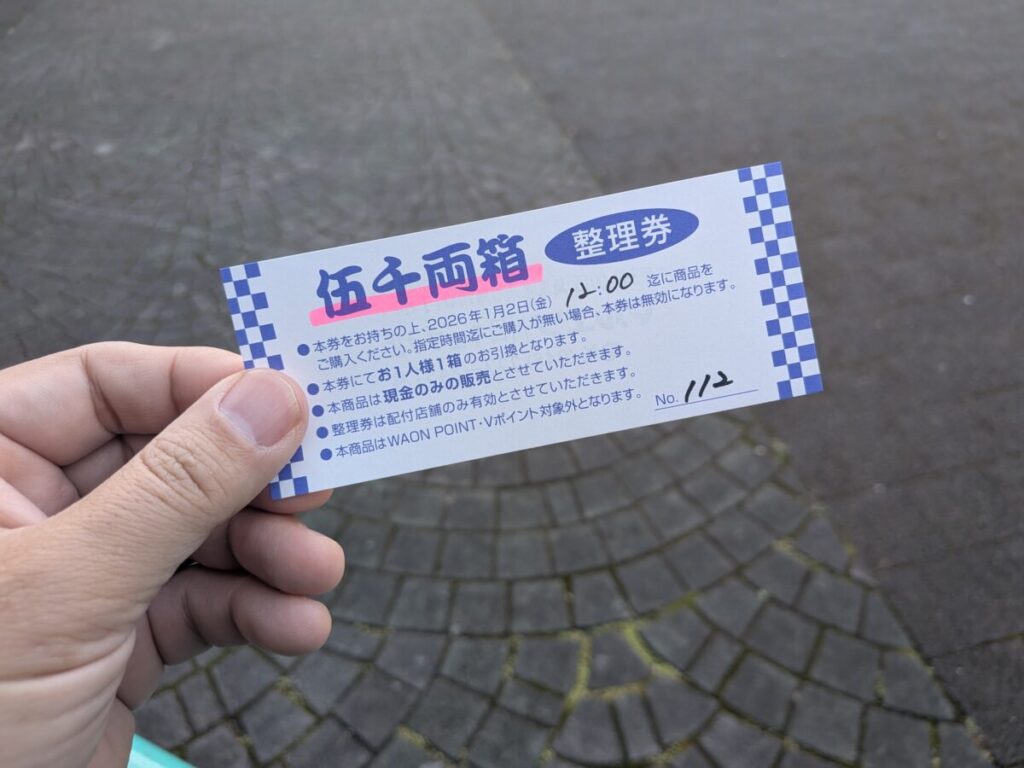 伍千両箱 整理券
●本券をお持ちの上、2026年1月2日(金) 12:00 迄に商品を
ご購入ください。指定時間迄にご購入が無い場合、本券は無効になります。
●本券にてお1人様1箱のお引換となります。
●本商品は現金のみの販売とさせていただきます。
●整理券は配付店舗のみ有効とさせていただきます。
●本商品はWAON POINT・Vポイント対象外となります。
No. 112